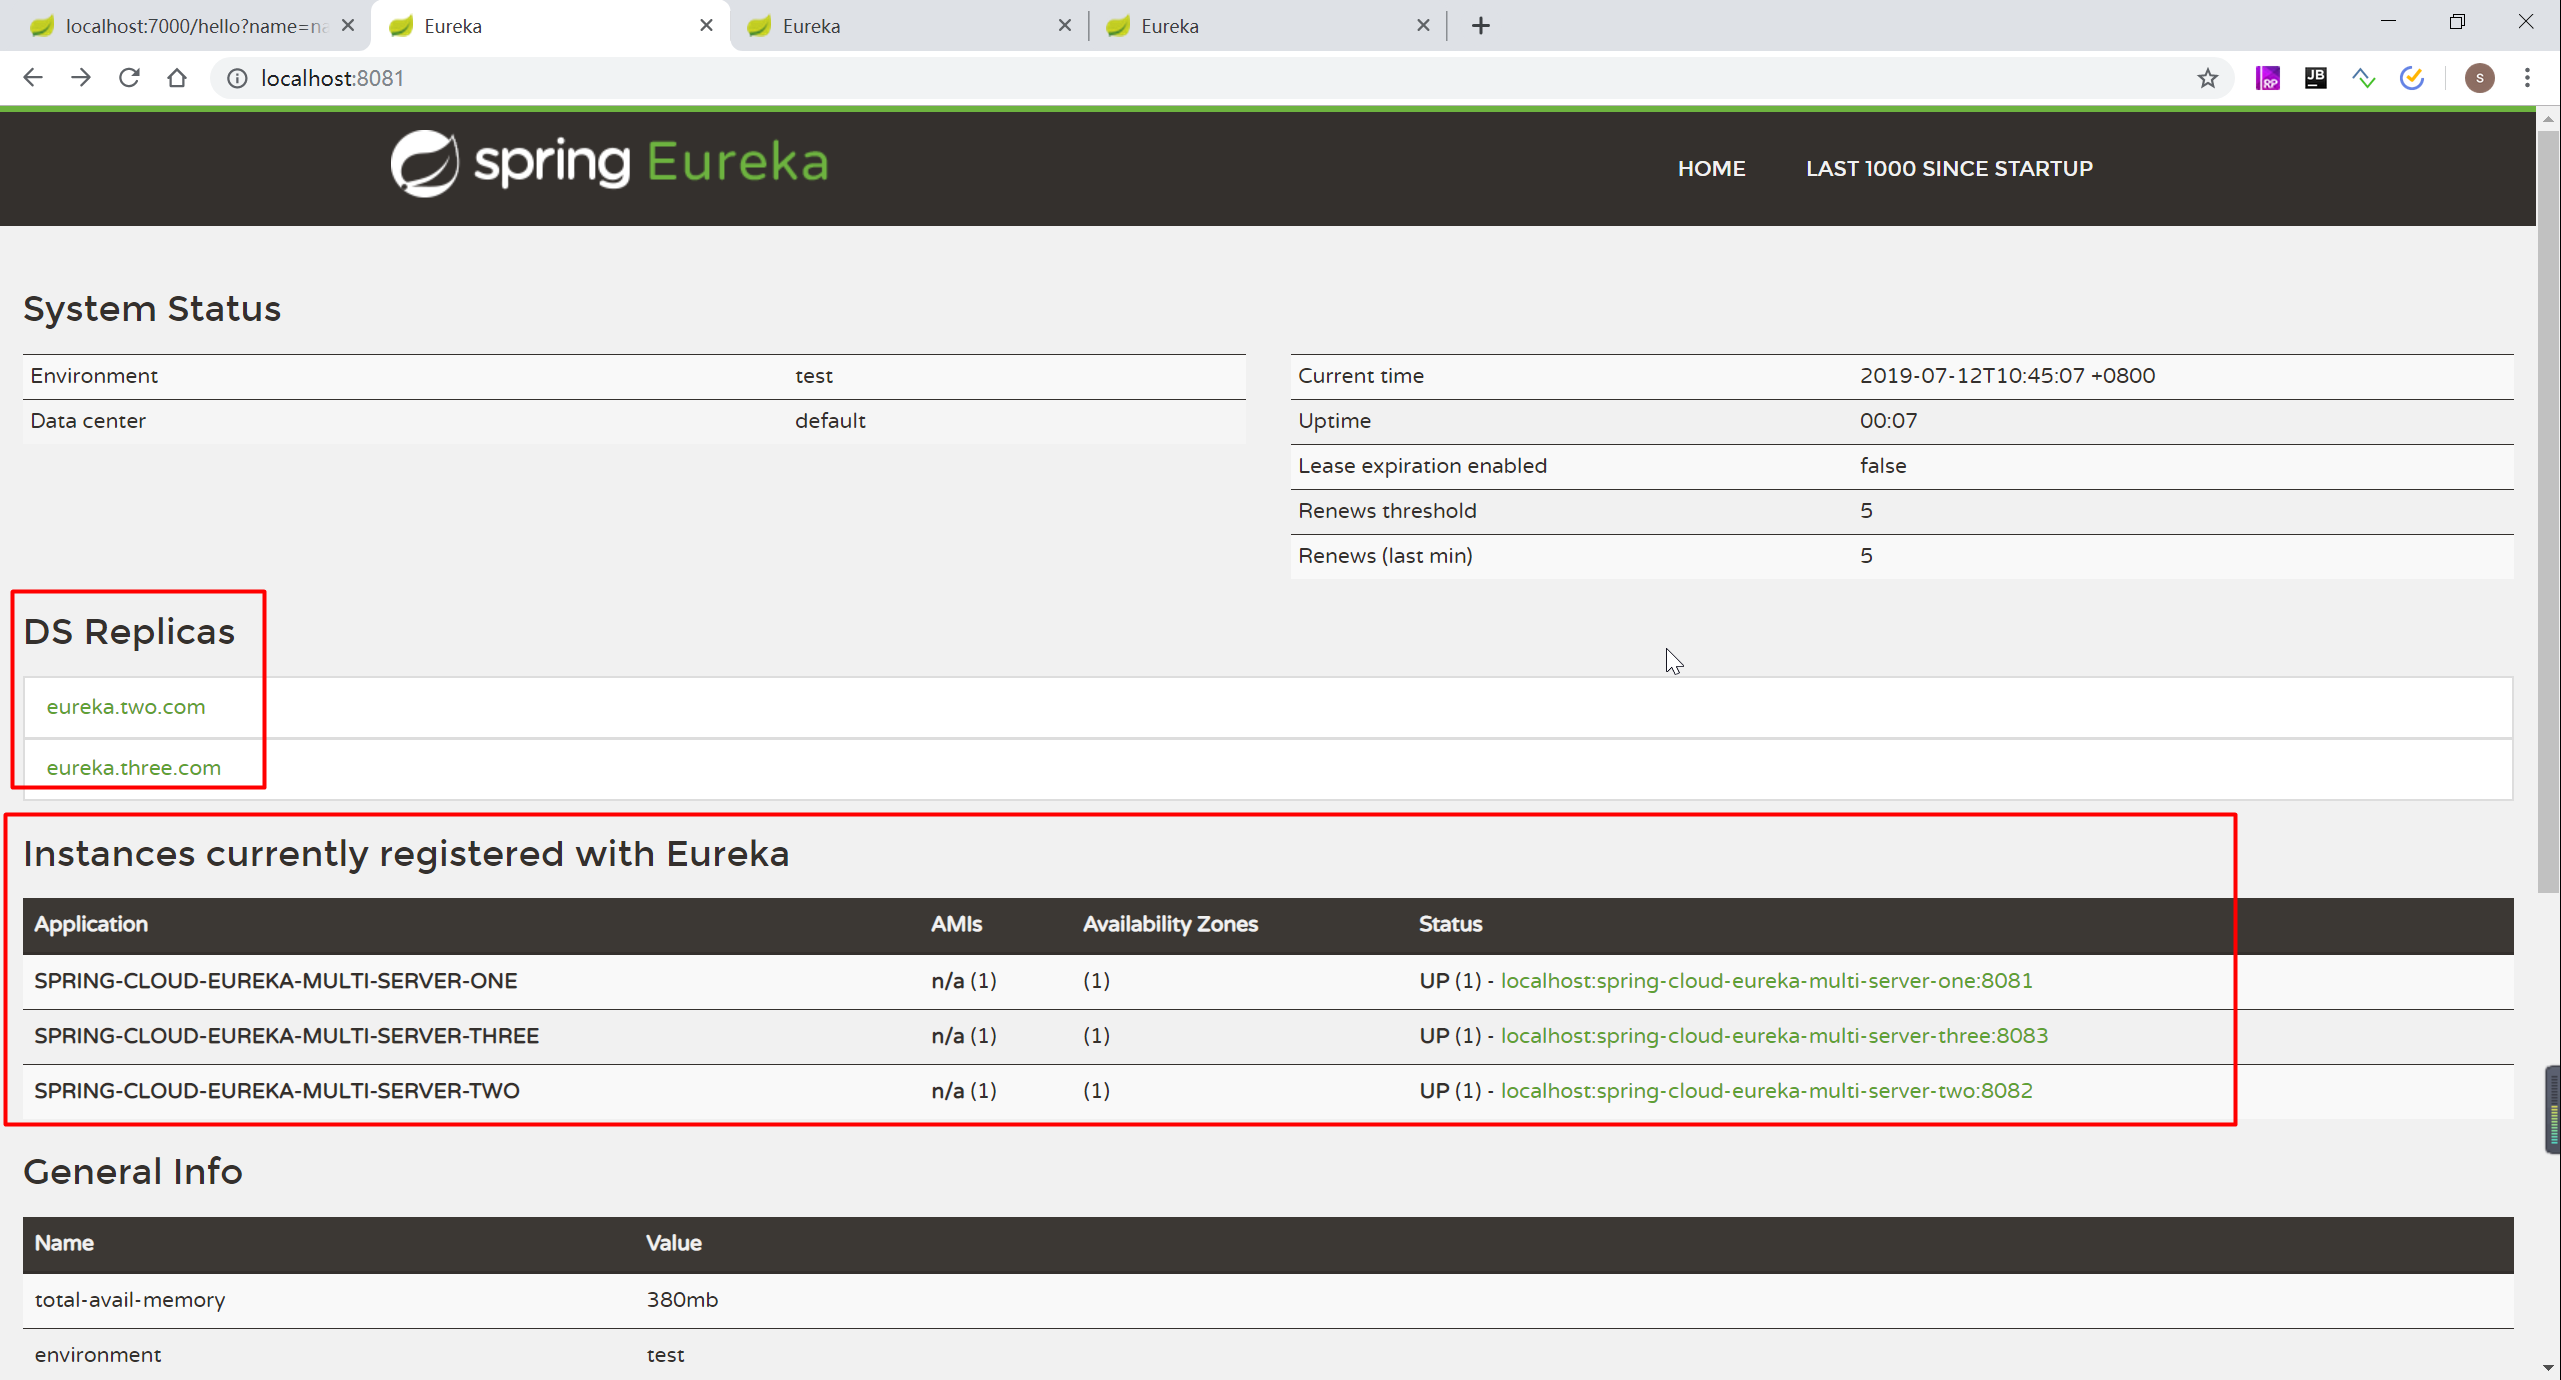 localhost:7000/hello?name=na
Eureka
Eureka
Eureka
localhost:8081
RP
JB
S
spring Eureka
HOME
LAST 1000 SINCE STARTUP
System Status
Environment test
Data center default
Current time 2019-07-12T10:45:07 +0800
Uptime 00:07
Lease expiration enabled false
Renews threshold 5
Renews (last min) 5
DS Replicas
eureka.two.com
eureka.three.com
Instances currently registered with Eureka
Application AMIs Availability Zones Status
SPRING-CLOUD-EUREKA-MULTI-SERVER-ONE n/a (1) (1) UP (1) - localhost:spring-cloud-eureka-multi-server-one:8081
SPRING-CLOUD-EUREKA-MULTI-SERVER-THREE n/a (1) (1) UP (1) - localhost:spring-cloud-eureka-multi-server-three:8083
SPRING-CLOUD-EUREKA-MULTI-SERVER-TWO n/a (1) (1) UP (1) - localhost:spring-cloud-eureka-multi-server-two:8082
General Info
Name Value
total-avail-memory 380mb
environment test